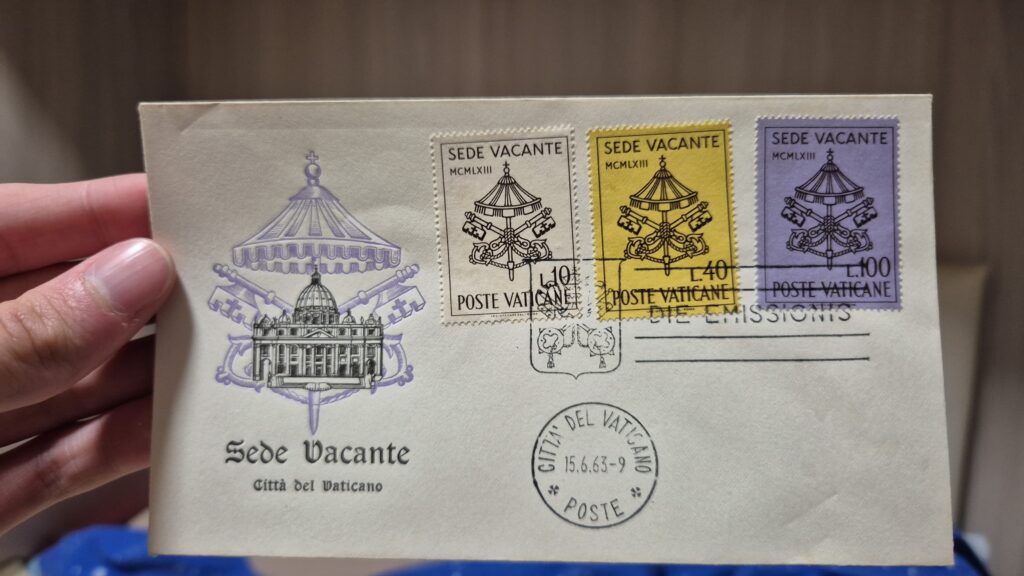 SEDE VACANTE
MCMLXIII
L.10
POSTE VATICANE
SEDE VACANTE
MCMLXIII
L.40
POSTE VATICANE
SEDE VACANTE
MCMLXIII
L.100
POSTE VATICANE
DIE EMISSIONIS
Sede Vacante
Città del Vaticano
CITTA' DEL VATICANO
15.6.63-9
POSTE